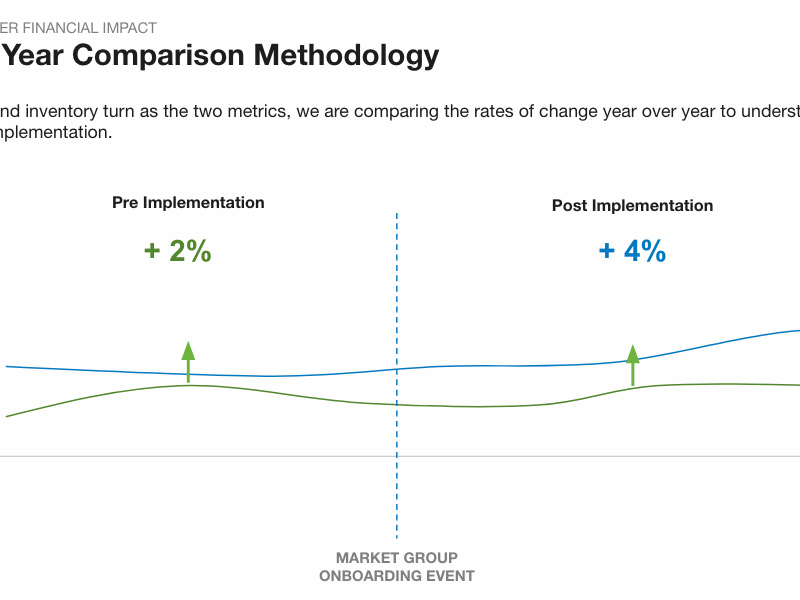 ER FINANCIAL IMPACT
Year Comparison Methodology
nd inventory turn as the two metrics, we are comparing the rates of change year over year to underst
mplementation.
Pre Implementation
Post Implementation
+ 2%
+ 4%
MARKET GROUP
ONBOARDING EVENT